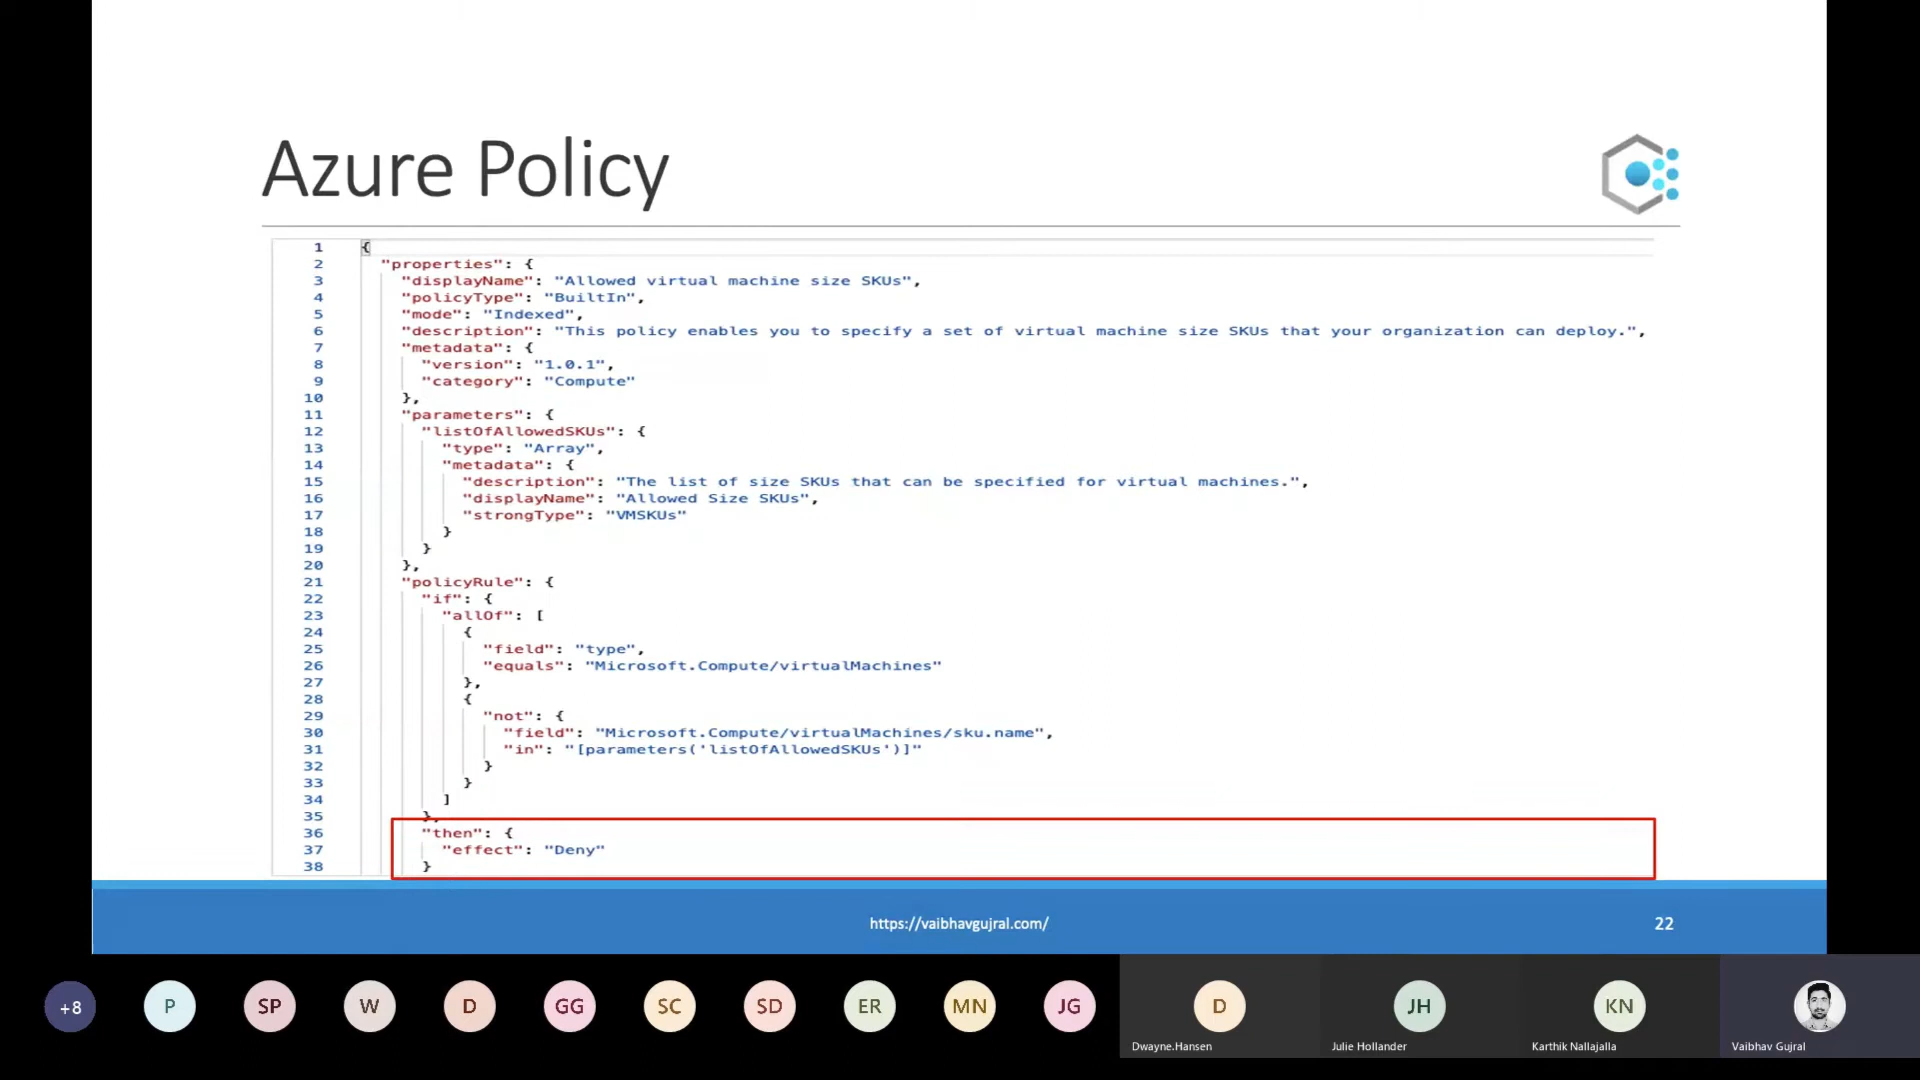 Azure Policy
1 {
2 "properties": {
3 "displayName": "Allowed virtual machine size SKUs",
4 "policyType": "BuiltIn",
5 "mode": "Indexed",
6 "description": "This policy enables you to specify a set of virtual machine size SKUs that your organization can deploy.",
7 "metadata": {
8 "version": "1.0.1",
9 "category": "Compute"
10 },
11 "parameters": {
12 "listOfAllowedSKUs": {
13 "type": "Array",
14 "metadata": {
15 "description": "The list of size SKUs that can be specified for virtual machines.",
16 "displayName": "Allowed Size SKUs",
17 "strongType": "VMSKUs"
18 }
19 }
20 },
21 "policyRule": {
22 "if": {
23 "allOf": [
24 {
25 "field": "type",
26 "equals": "Microsoft.Compute/virtualMachines"
27 },
28 {
29 "not": {
30 "field": "Microsoft.Compute/virtualMachines/sku.name",
31 "in": "[parameters('listOfAllowedSKUs')]"
32 }
33 }
34 ]
35 },
36 "then": {
37 "effect": "Deny"
38 }
https://vaibhavgujral.com/
22
+8 P SP W D GG SC SD ER MN JG D JH KN
Dwayne.Hansen Julie Hollander Karthik Nallajalla Vaibhav Gujral